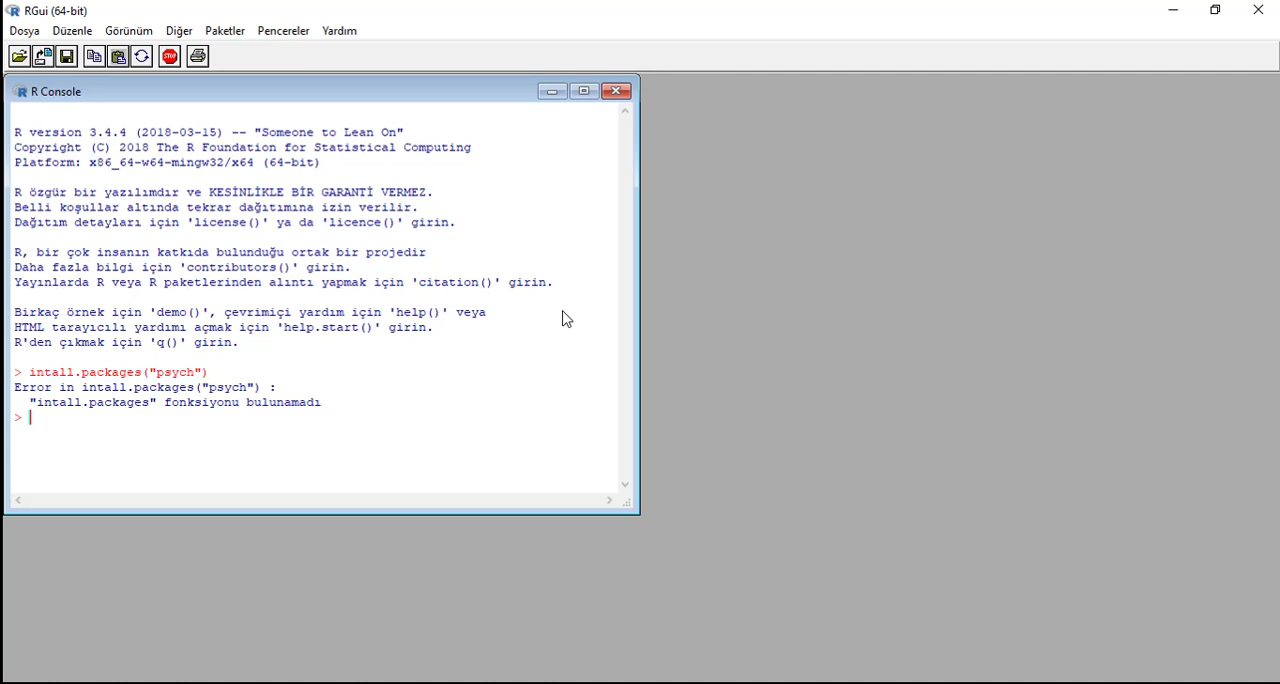 RGui (64-bit)
Dosya Düzenle Görünüm Diğer Paketler Pencereler Yardım
STOP
R Console
R version 3.4.4 (2018-03-15) -- "Someone to Lean On"
Copyright (C) 2018 The R Foundation for Statistical Computing
Platform: x86_64-w64-mingw32/x64 (64-bit)
R özgür bir yazılımdır ve KESİNLİKLE BİR GARANTİ VERMEZ.
Belli koşullar altında tekrar dağıtımına izin verilir.
Dağıtım detayları için 'license()' ya da 'licence()' girin.
R, bir çok insanın katkıda bulunduğu ortak bir projedir
Daha fazla bilgi için 'contributors()' girin.
Yayınlarda R veya R paketlerinden alıntı yapmak için 'citation()' girin.
Birkaç örnek için 'demo()', çevrimiçi yardım için 'help()' veya
HTML tarayıcılı yardımı açmak için 'help.start()' girin.
R'den çıkmak için 'q()' girin.
> intall.packages("psych")
Error in intall.packages("psych") :
"intall.packages" fonksiyonu bulunamadı
>